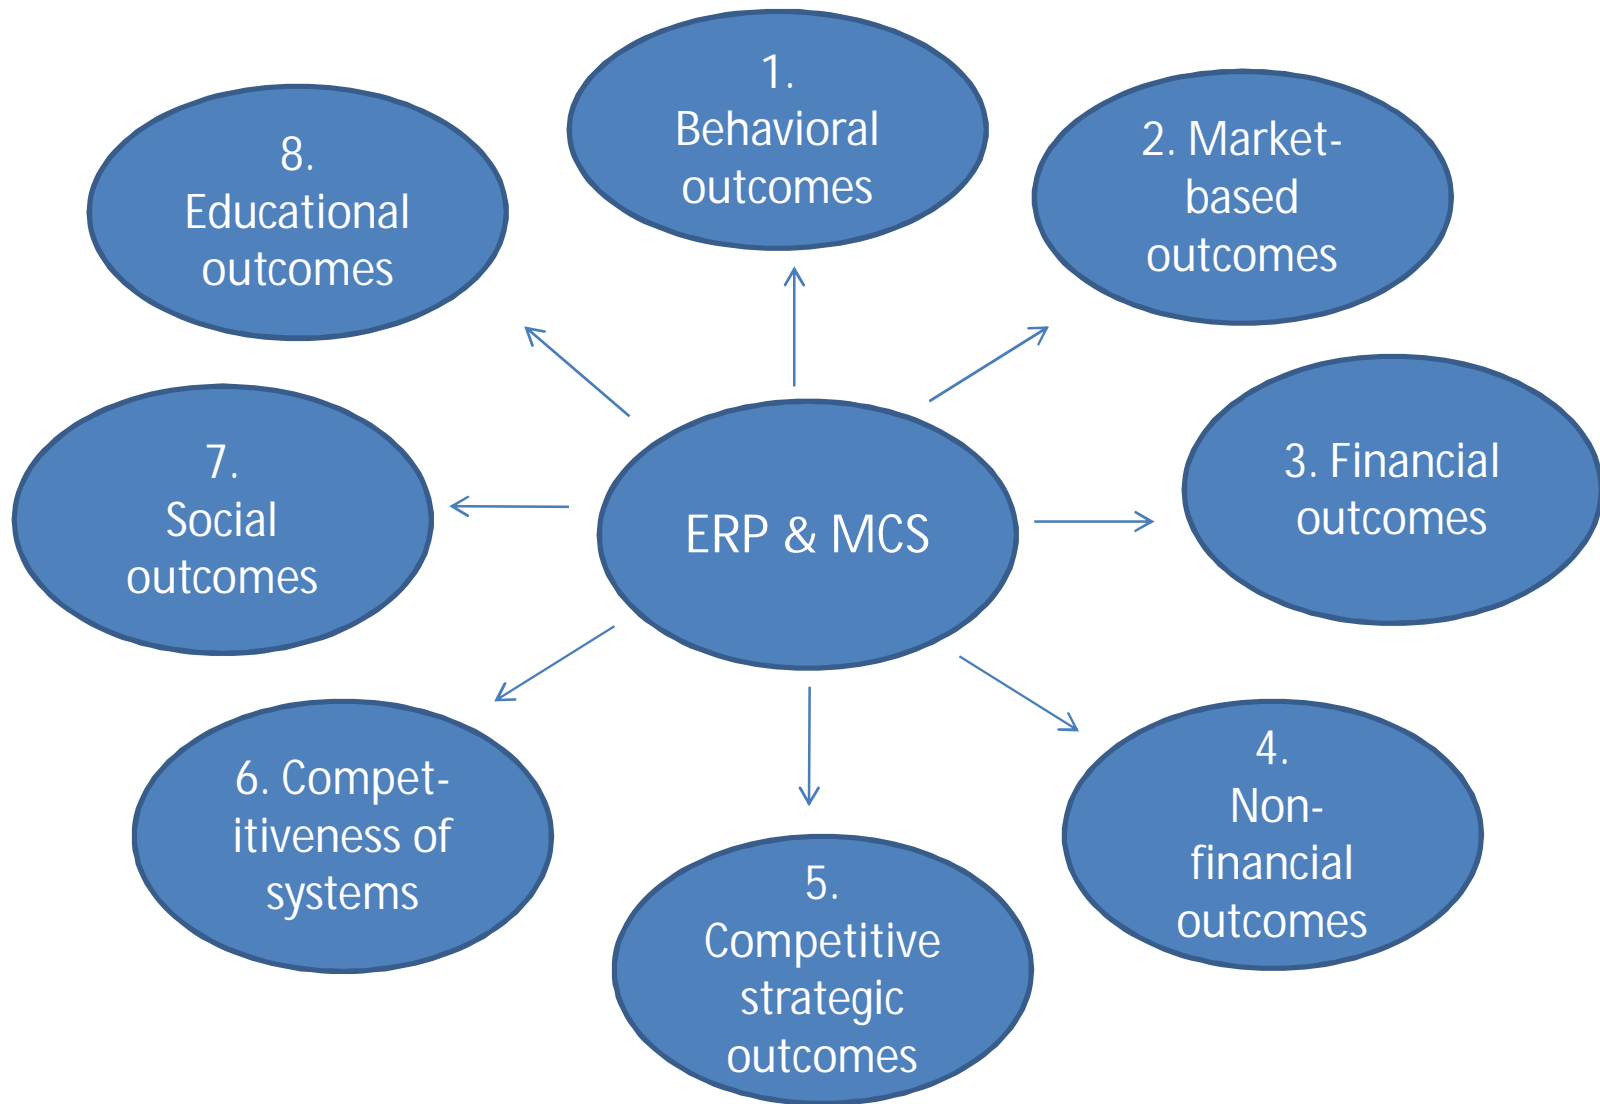 1.
Behavioral
outcomes
2. Market-
based
outcomes
3. Financial
outcomes
4.
Non-
financial
outcomes
5.
Competitive
strategic
outcomes
6. Compet-
itiveness of
systems
7.
Social
outcomes
8.
Educational
outcomes
ERP & MCS